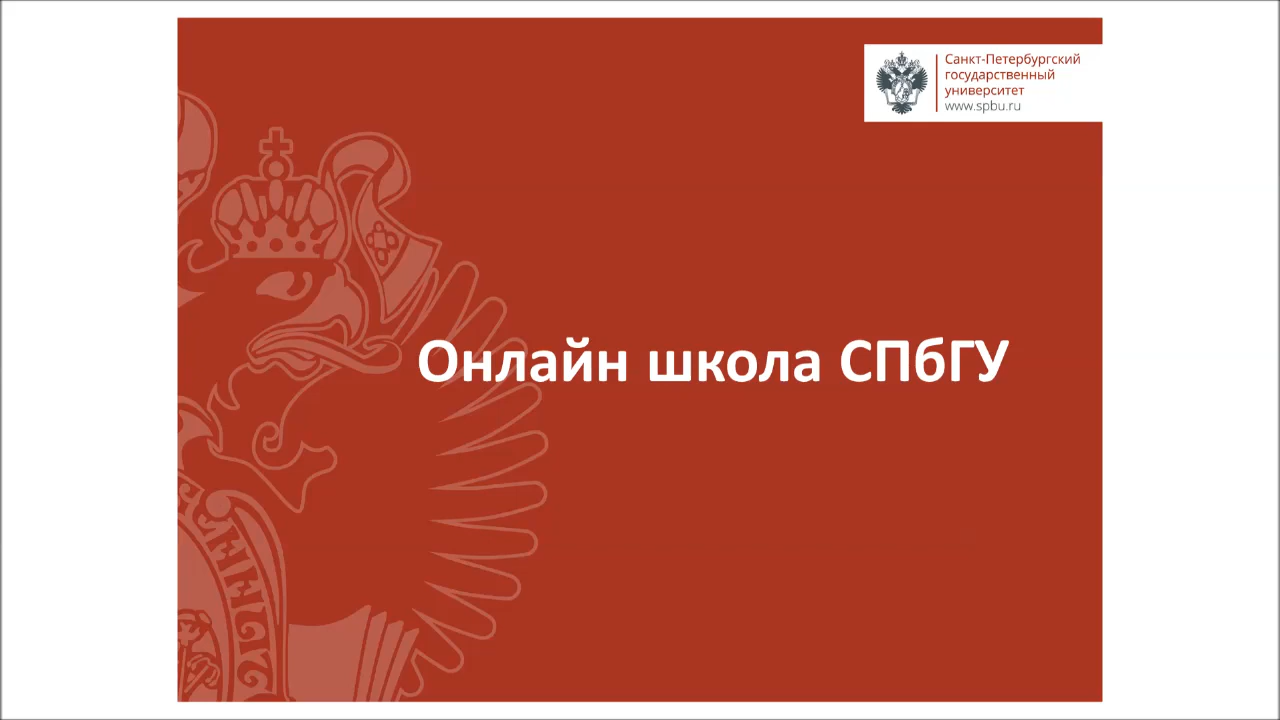 Санкт-Петербургский
государственный
университет
www.spbu.ru
Онлайн школа СПбГУ